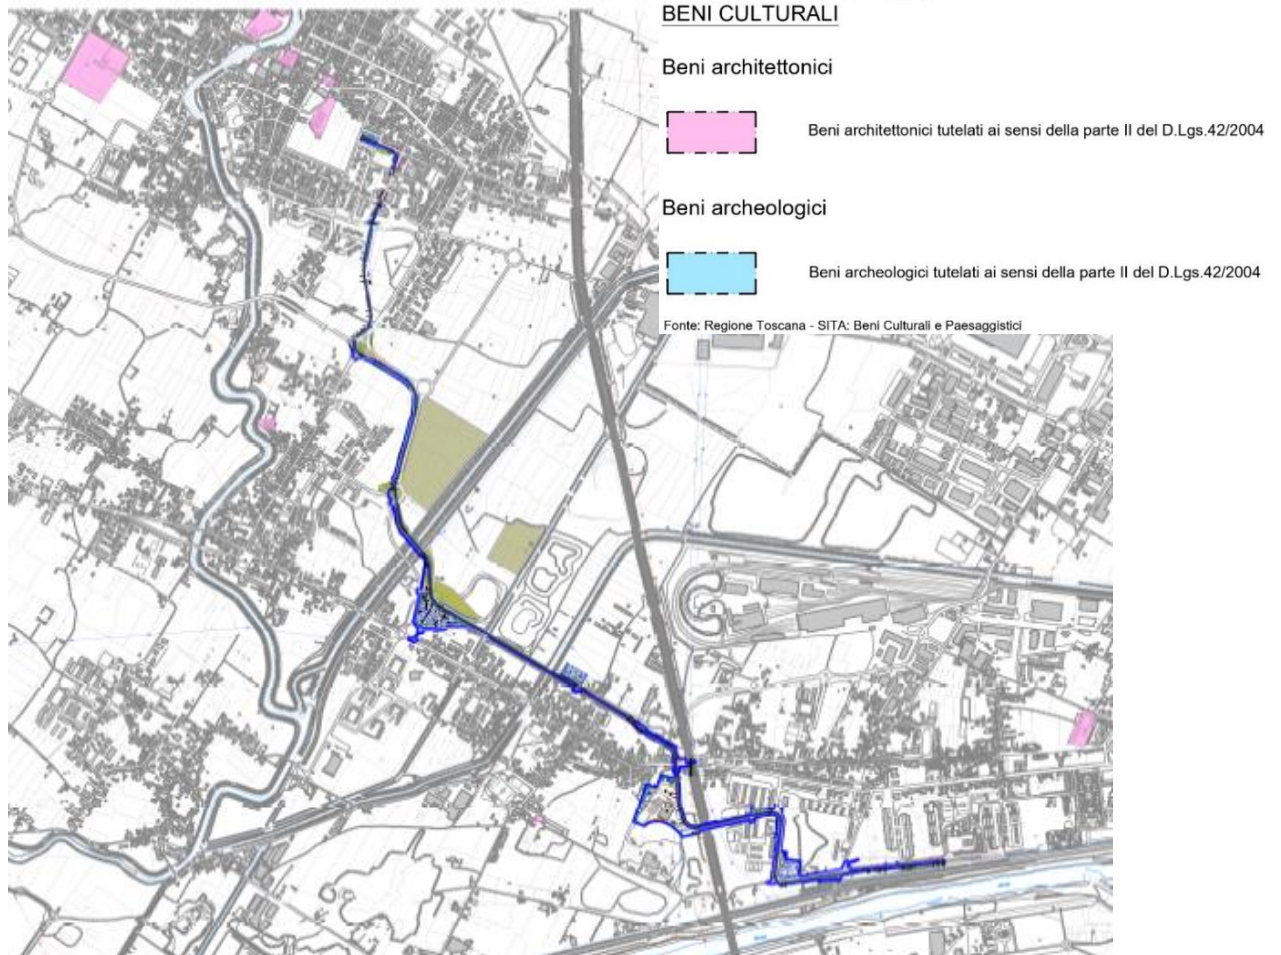 BENI CULTURALI
Beni architettonici
Beni architettonici tutelati ai sensi della parte II del D.Lgs.42/2004
Beni archeologici
Beni archeologici tutelati ai sensi della parte II del D.Lgs.42/2004
Fonte: Regione Toscana - SITA: Beni Culturali e Paesaggistici